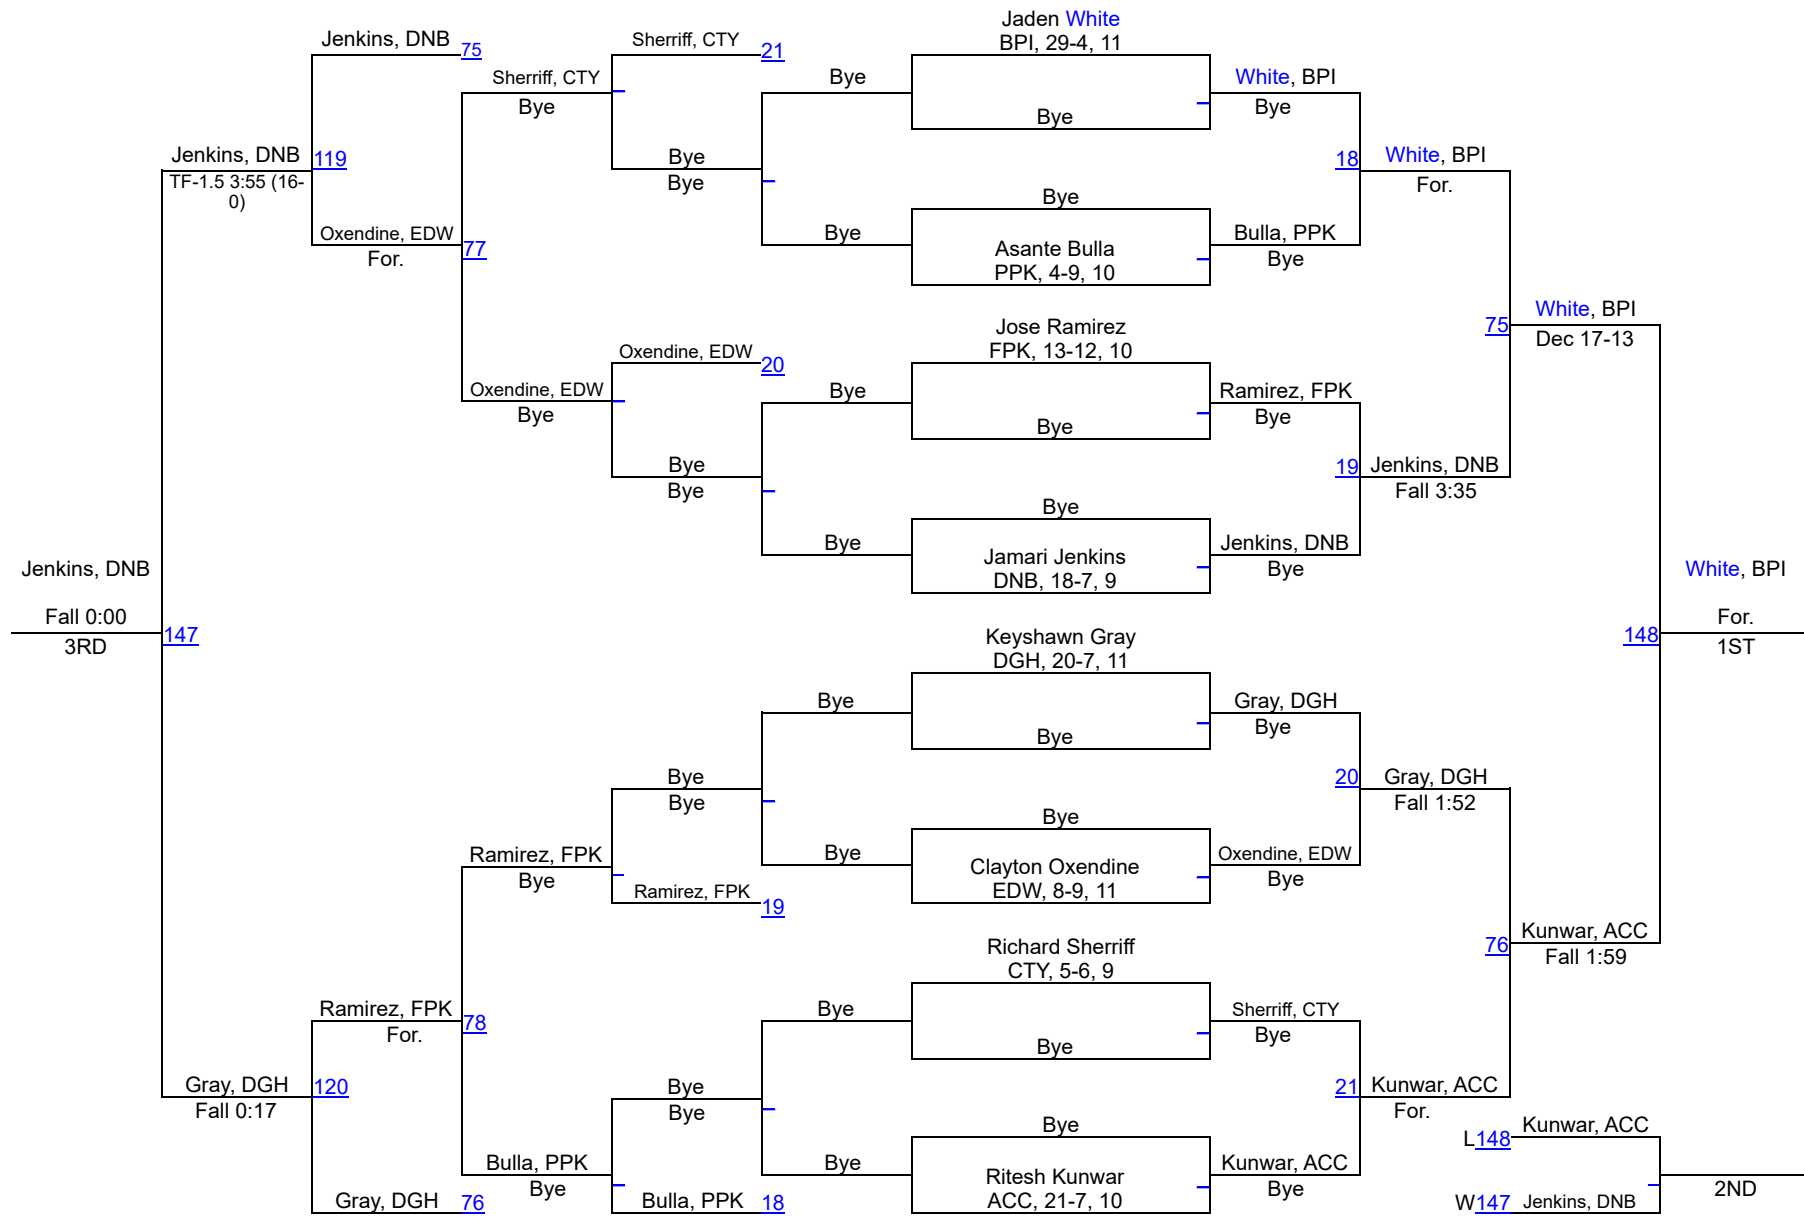 Jaden White
BPI, 29-4, 11
Jenkins, DNB
75
Sherriff, CTY
21
Sherriff, CTY
Bye
Bye
White, BPI
Bye
Bye
Jenkins, DNB
119
TF-1.5 3:55 (16-
0)
Bye
Bye
18
White, BPI
For.
Bye
Oxendine, EDW
For.
77
Bye
Asante Bulla
PPK, 4-9, 10
Bulla, PPK
Bye
75
White, BPI
Dec 17-13
Jose Ramirez
FPK, 13-12, 10
Oxendine, EDW
20
Oxendine, EDW
Bye
Bye
Ramirez, FPK
Bye
Bye
Bye
Bye
19
Jenkins, DNB
Fall 3:35
Bye
Bye
Jamari Jenkins
DNB, 18-7, 9
Jenkins, DNB
Bye
Jenkins, DNB
Fall 0:00
3RD
147
White, BPI
For.
1ST
148
Keyshawn Gray
DGH, 20-7, 11
Bye
Gray, DGH
Bye
Bye
Bye
Bye
20
Gray, DGH
Fall 1:52
Bye
Ramirez, FPK
Bye
Bye
Clayton Oxendine
EDW, 8-9, 11
Oxendine, EDW
Bye
Ramirez, FPK
19
76
Kunwar, ACC
Fall 1:59
Richard Sherriff
CTY, 5-6, 9
Ramirez, FPK
For.
78
Bye
Sherriff, CTY
Bye
Bye
Gray, DGH
Fall 0:17
120
Bye
Bye
21
Kunwar, ACC
For.
Bye
L148
Kunwar, ACC
Bulla, PPK
Bye
Bye
Ritesh Kunwar
ACC, 21-7, 10
Kunwar, ACC
Bye
2ND
Gray, DGH
76
Bulla, PPK
18
W147
Jenkins, DNB